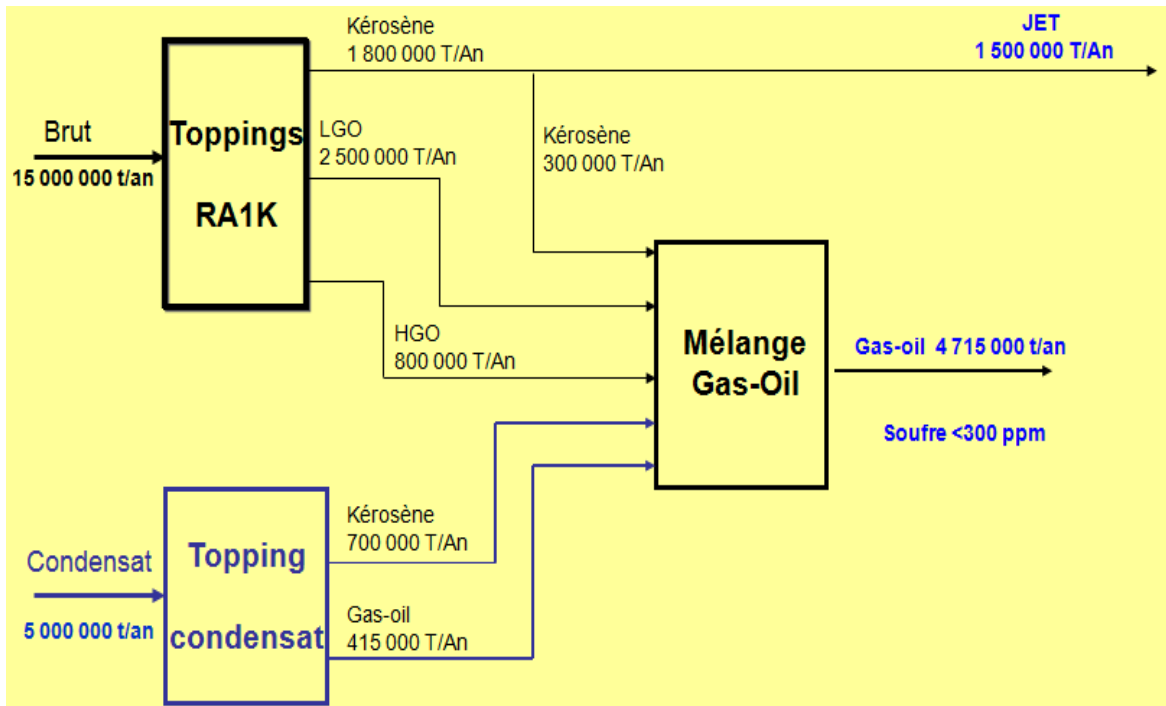 Kérosène
1 800 000 T/An
JET
1 500 000 T/An
Brut
15 000 000 t/an
Toppings
RA1K
LGO
2 500 000 T/An
Kérosène
300 000 T/An
HGO
800 000 T/An
Mélange
Gas-Oil
Gas-oil 4 715 000 t/an
Soufre <300 ppm
Condensat
5 000 000 t/an
Topping
condensat
Kérosène
700 000 T/An
Gas-oil
415 000 T/An